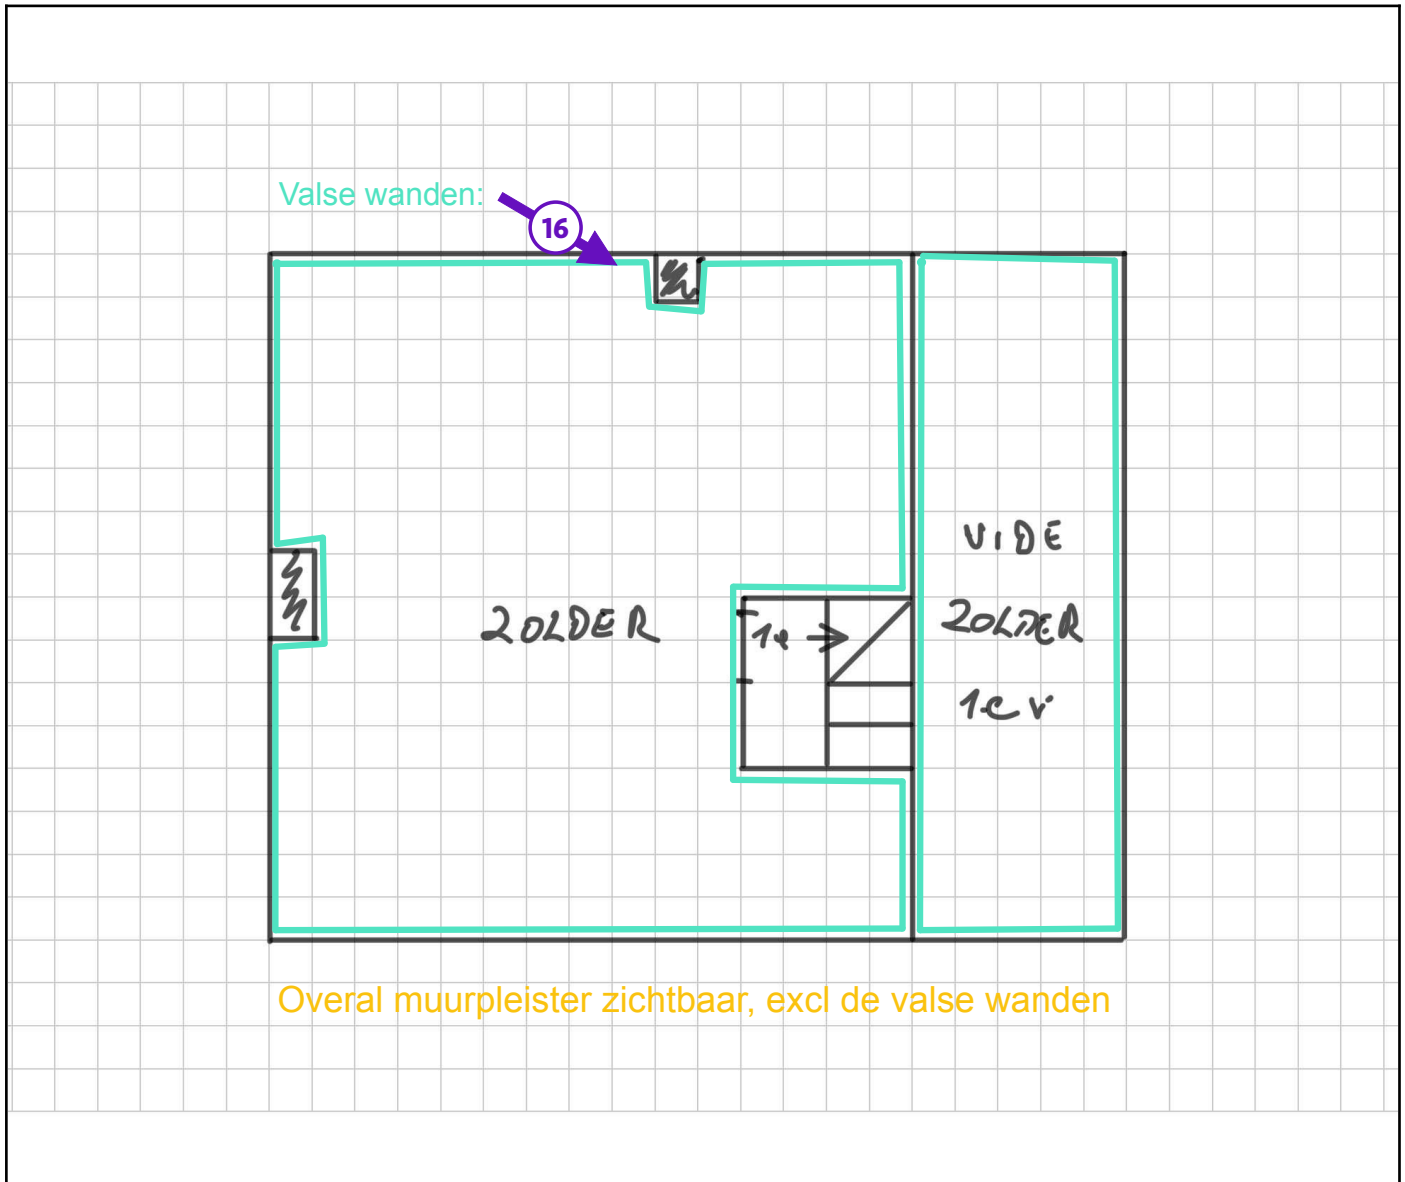 Valse wanden:
16
VIDE
ZOLDER
1e
ZOLDER
1e v
Overal muurpleister zichtbaar, excl de valse wanden